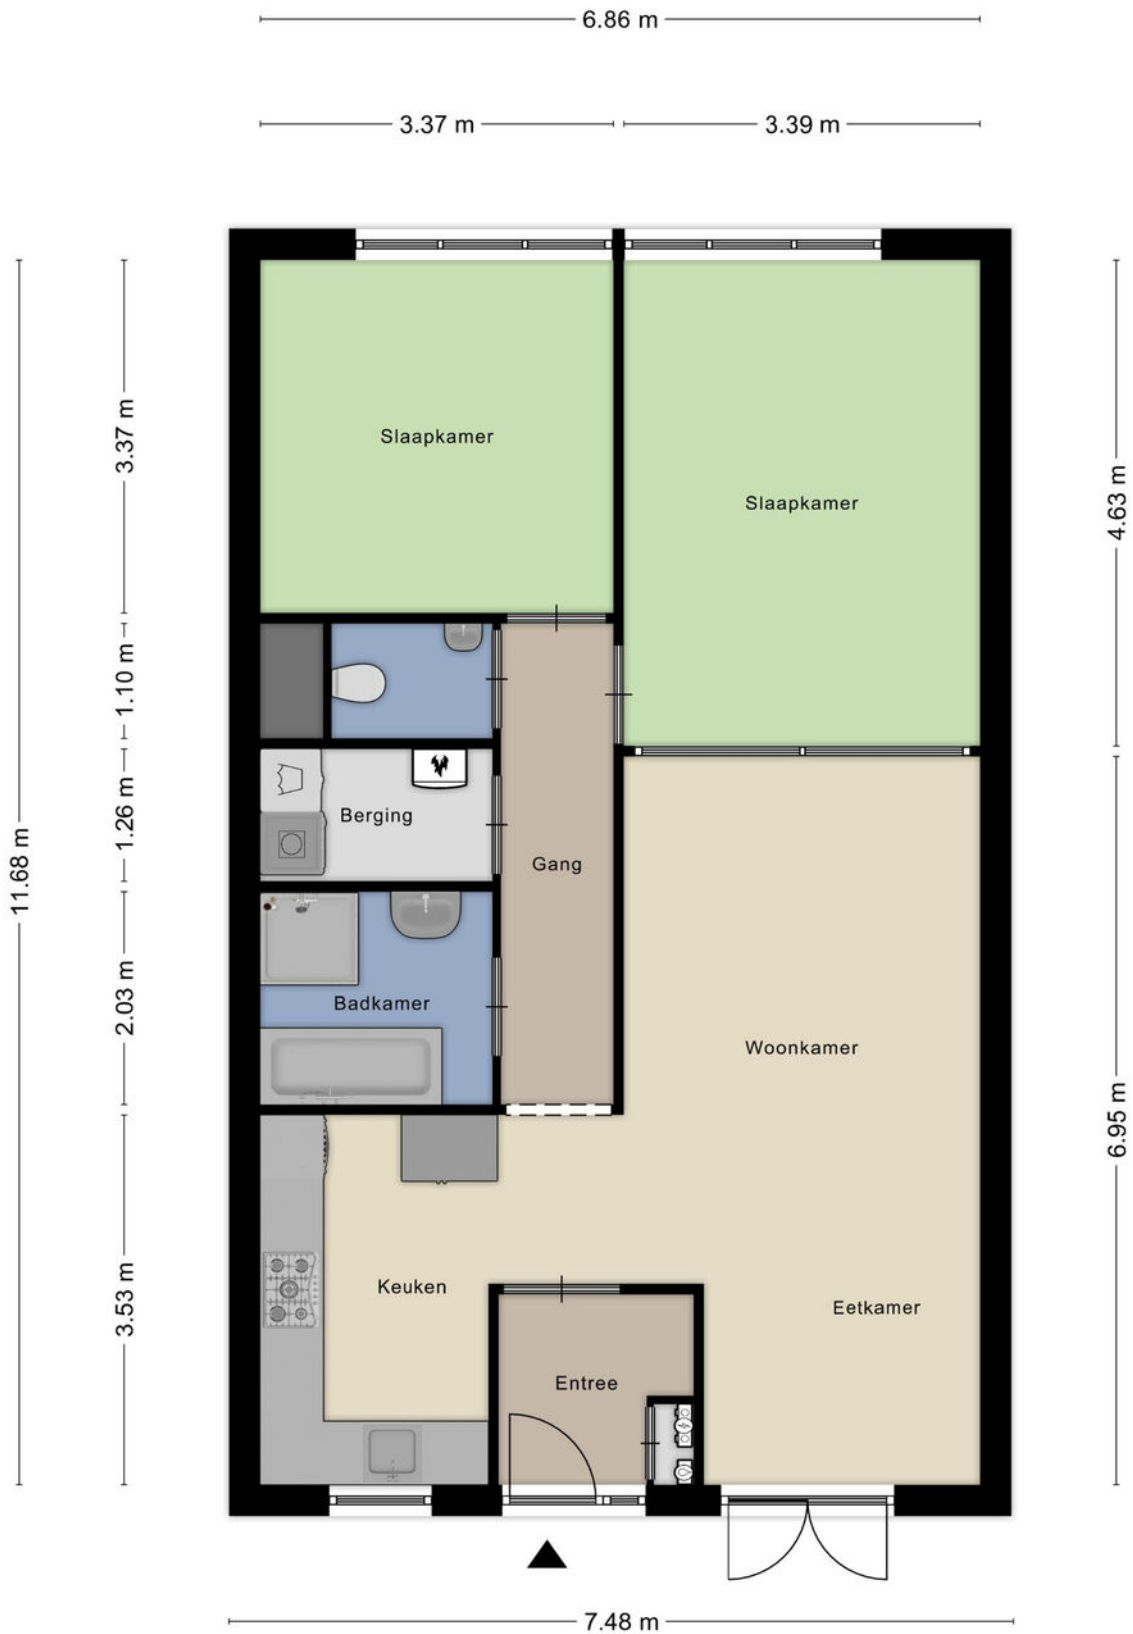 6.86 m
3.37 m
3.39 m
3.37 m
Slaapkamer
4.63 m
Slaapkamer
1.10 m
1.26 m
Berging
11.68 m
Gang
2.03 m
Badkamer
Woonkamer
6.95 m
3.53 m
Keuken
Eetkamer
Entree
7.48 m